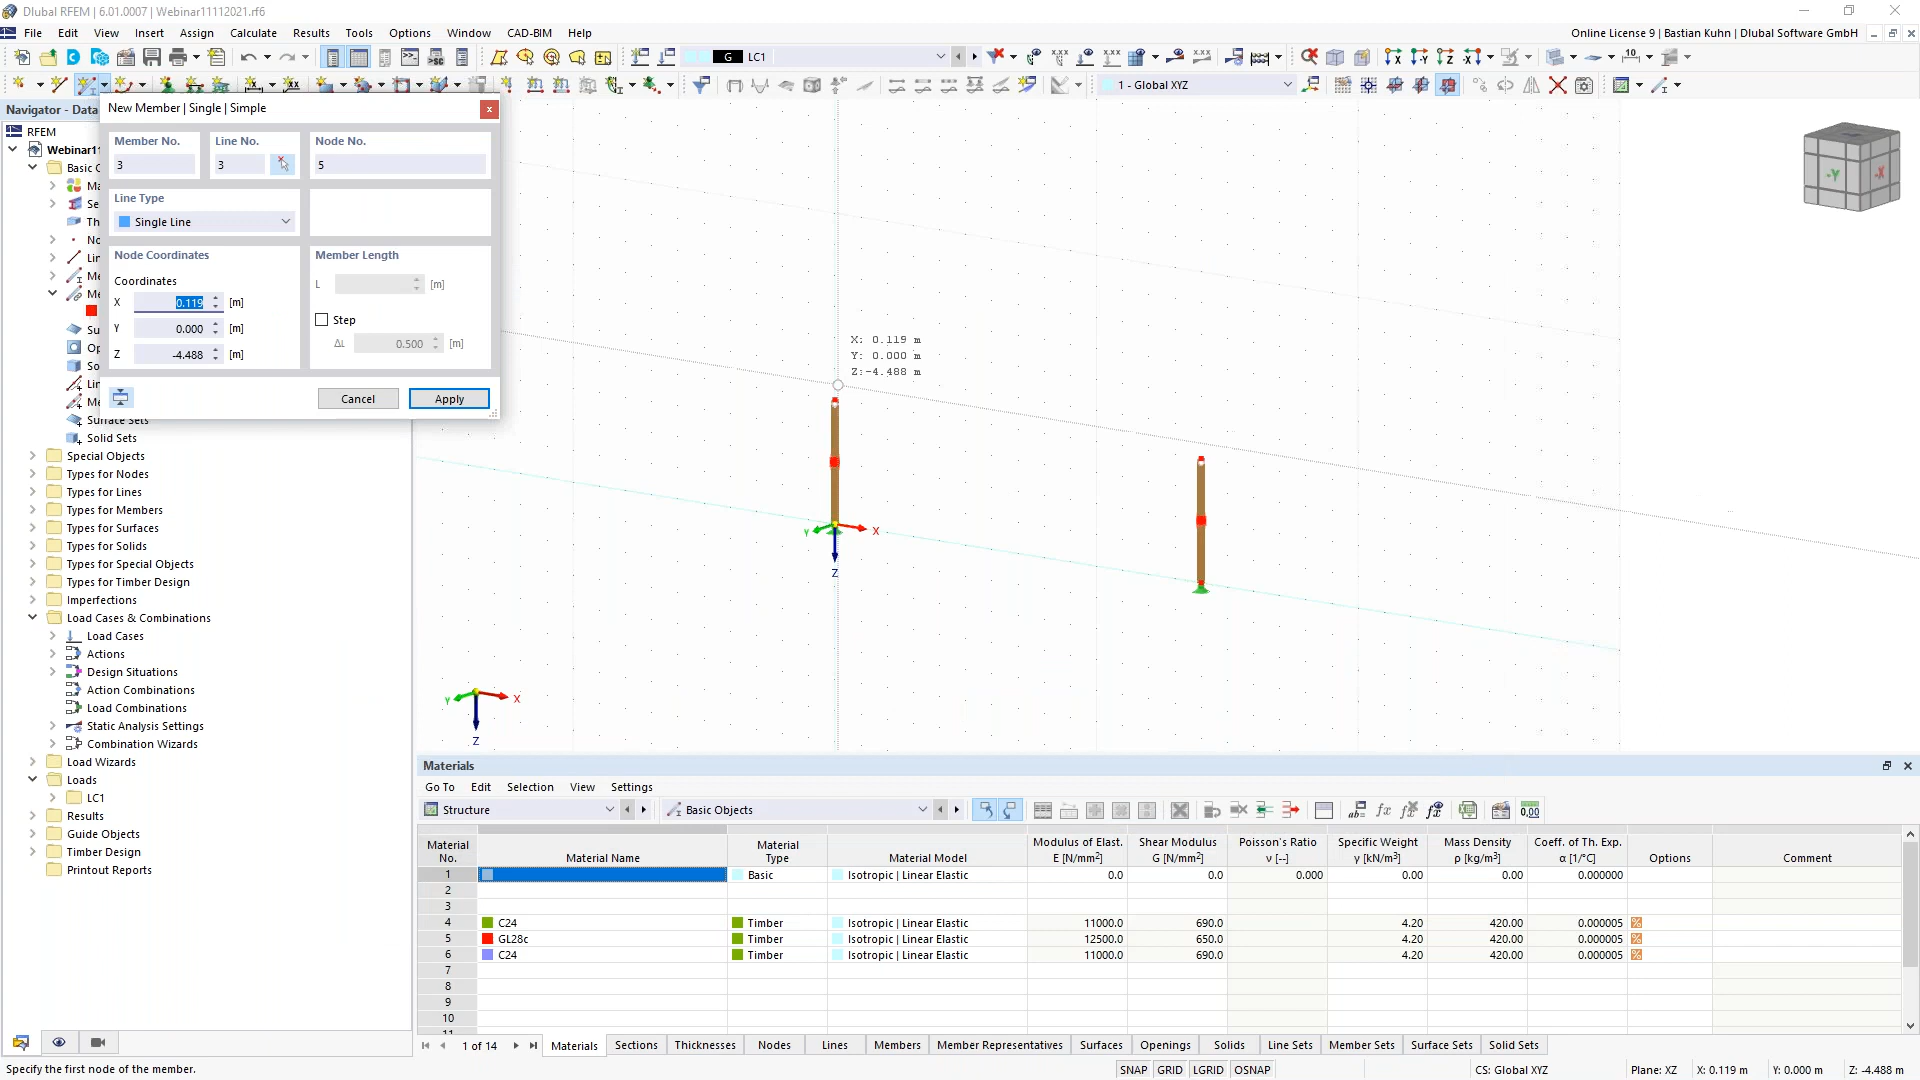 Dlubal RFEM | 6.01.0007 | Webinar11112021.rf6
File Edit View Insert Assign Calculate Results Tools Options Window CAD-BIM Help
Online License 9 | Bastian Kuhn | Dlubal Software GmbH
G LC1
1 - Global XYZ
Navigator - Data
RFEM
Webinar11
Basic
New Member | Single | Simple
Member No.
3
Line No.
3
Node No.
5
Line Type
Single Line
Node Coordinates
Coordinates
X 0.119 [m]
Y 0.000 [m]
Z -4.488 [m]
Member Length
L [m]
Step
ΔL 0.500 [m]
Cancel
Apply
Surface Sets
Solid Sets
Special Objects
Types for Nodes
Types for Lines
Types for Members
Types for Surfaces
Types for Solids
Types for Special Objects
Types for Timber Design
Imperfections
Load Cases & Combinations
Load Cases
Actions
Design Situations
Action Combinations
Load Combinations
Static Analysis Settings
Combination Wizards
Load Wizards
Loads
LC1
Results
Guide Objects
Timber Design
Printout Reports
X: 0.119 m
Y: 0.000 m
Z:-4.488 m
Y X Z
Y X Z
-Y -X
Materials
Go To Edit Selection View Settings
Structure
Basic Objects
Material No. Material Name Material Type Material Model Modulus of Elast. E [N/mm²] Shear Modulus G [N/mm²] Poisson's Ratio ν [--] Specific Weight γ [kN/m³] Mass Density ρ [kg/m³] Coeff. of Th. Exp. α [1/°C] Options Comment
1 Basic Isotropic | Linear Elastic 0.0 0.0 0.000 0.00 0.00 0.000000
2
3
4 C24 Timber Isotropic | Linear Elastic 11000.0 690.0 4.20 420.00 0.000005
5 GL28c Timber Isotropic | Linear Elastic 12500.0 650.0 4.20 420.00 0.000005
6 C24 Timber Isotropic | Linear Elastic 11000.0 690.0 4.20 420.00 0.000005
7
8
9
10
11
1 of 14 Materials Sections Thicknesses Nodes Lines Members Member Representatives Surfaces Openings Solids Line Sets Member Sets Surface Sets Solid Sets
Specify the first node of the member.
SNAP GRID LGRID OSNAP
CS: Global XYZ
Plane: XZ
X: 0.119 m
Y: 0.000 m
Z: -4.488 m